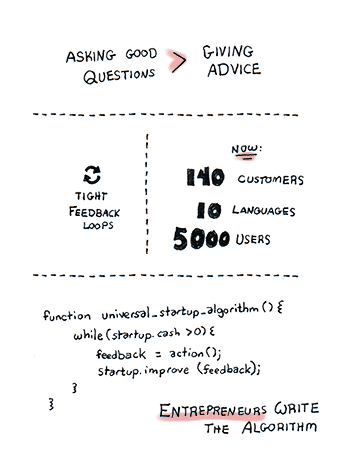 ASKING GOOD QUESTIONS > GIVING ADVICE
TIGHT
FEEDBACK
LOOPS
NOW:
140 CUSTOMERS
10 LANGUAGES
5000 USERS
function universal_startup_algorithm() {
while (startup.cash >0) {
feedback = action();
startup.improve (feedback);
}
}
ENTREPRENEURS WRITE
THE ALGORITHM